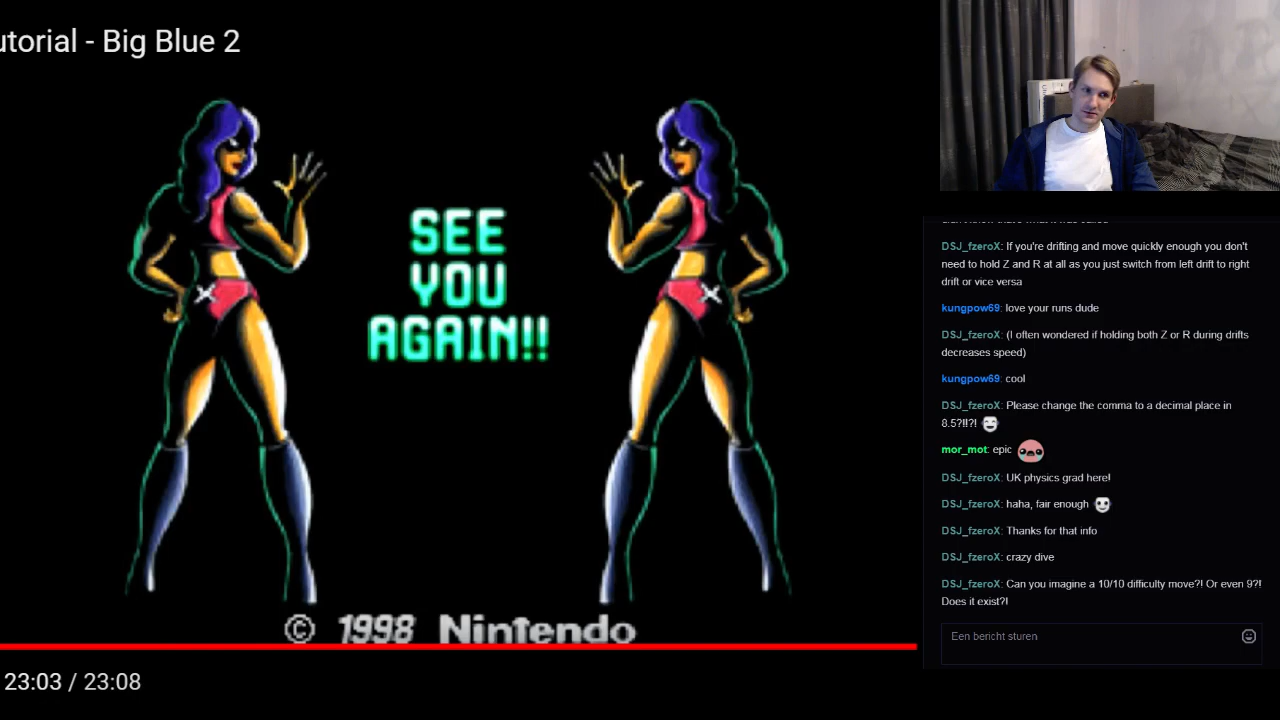 utorial - Big Blue 2
SEE
YOU
AGAIN!!
© 1998 Nintendo
23:03 / 23:08
DSJ_fzeroX: If you're drifting and move quickly enough you don't
need to hold Z and R at all as you just switch from left drift to right
drift or vice versa
kungpow69: love your runs dude
DSJ_fzeroX: (I often wondered if holding both Z or R during drifts
decreases speed)
kungpow69: cool
DSJ_fzeroX: Please change the comma to a decimal place in
8.5?!!?!
mor_mot: epic
DSJ_fzeroX: UK physics grad here!
DSJ_fzeroX: haha, fair enough
DSJ_fzeroX: Thanks for that info
DSJ_fzeroX: crazy dive
DSJ_fzeroX: Can you imagine a 10/10 difficulty move?! Or even 9?!
Does it exist?!
Een bericht sturen